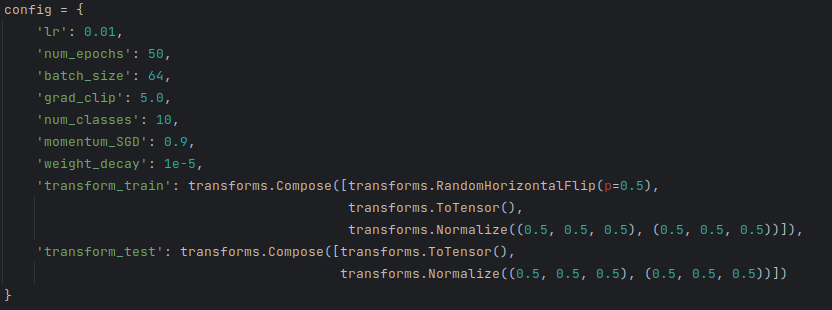 config = {
    'lr': 0.01,
    'num_epochs': 50,
    'batch_size': 64,
    'grad_clip': 5.0,
    'num_classes': 10,
    'momentum_SGD': 0.9,
    'weight_decay': 1e-5,
    'transform_train': transforms.Compose([transforms.RandomHorizontalFlip(p=0.5),
                                           transforms.ToTensor(),
                                           transforms.Normalize((0.5, 0.5, 0.5), (0.5, 0.5, 0.5))]),
    'transform_test': transforms.Compose([transforms.ToTensor(),
                                          transforms.Normalize((0.5, 0.5, 0.5), (0.5, 0.5, 0.5))])
}